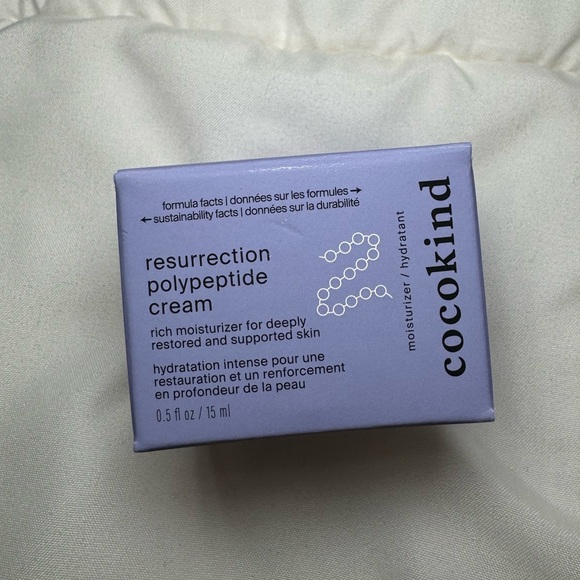 formula facts | données sur les formules →
← sustainability facts | données sur la durabilité
resurrection
polypeptide
cream
rich moisturizer for deeply
restored and supported skin
hydratation intense pour une
restauration et un renforcement
en profondeur de la peau
0.5 fl oz / 15 ml
moisturizer / hydratant
cocokind